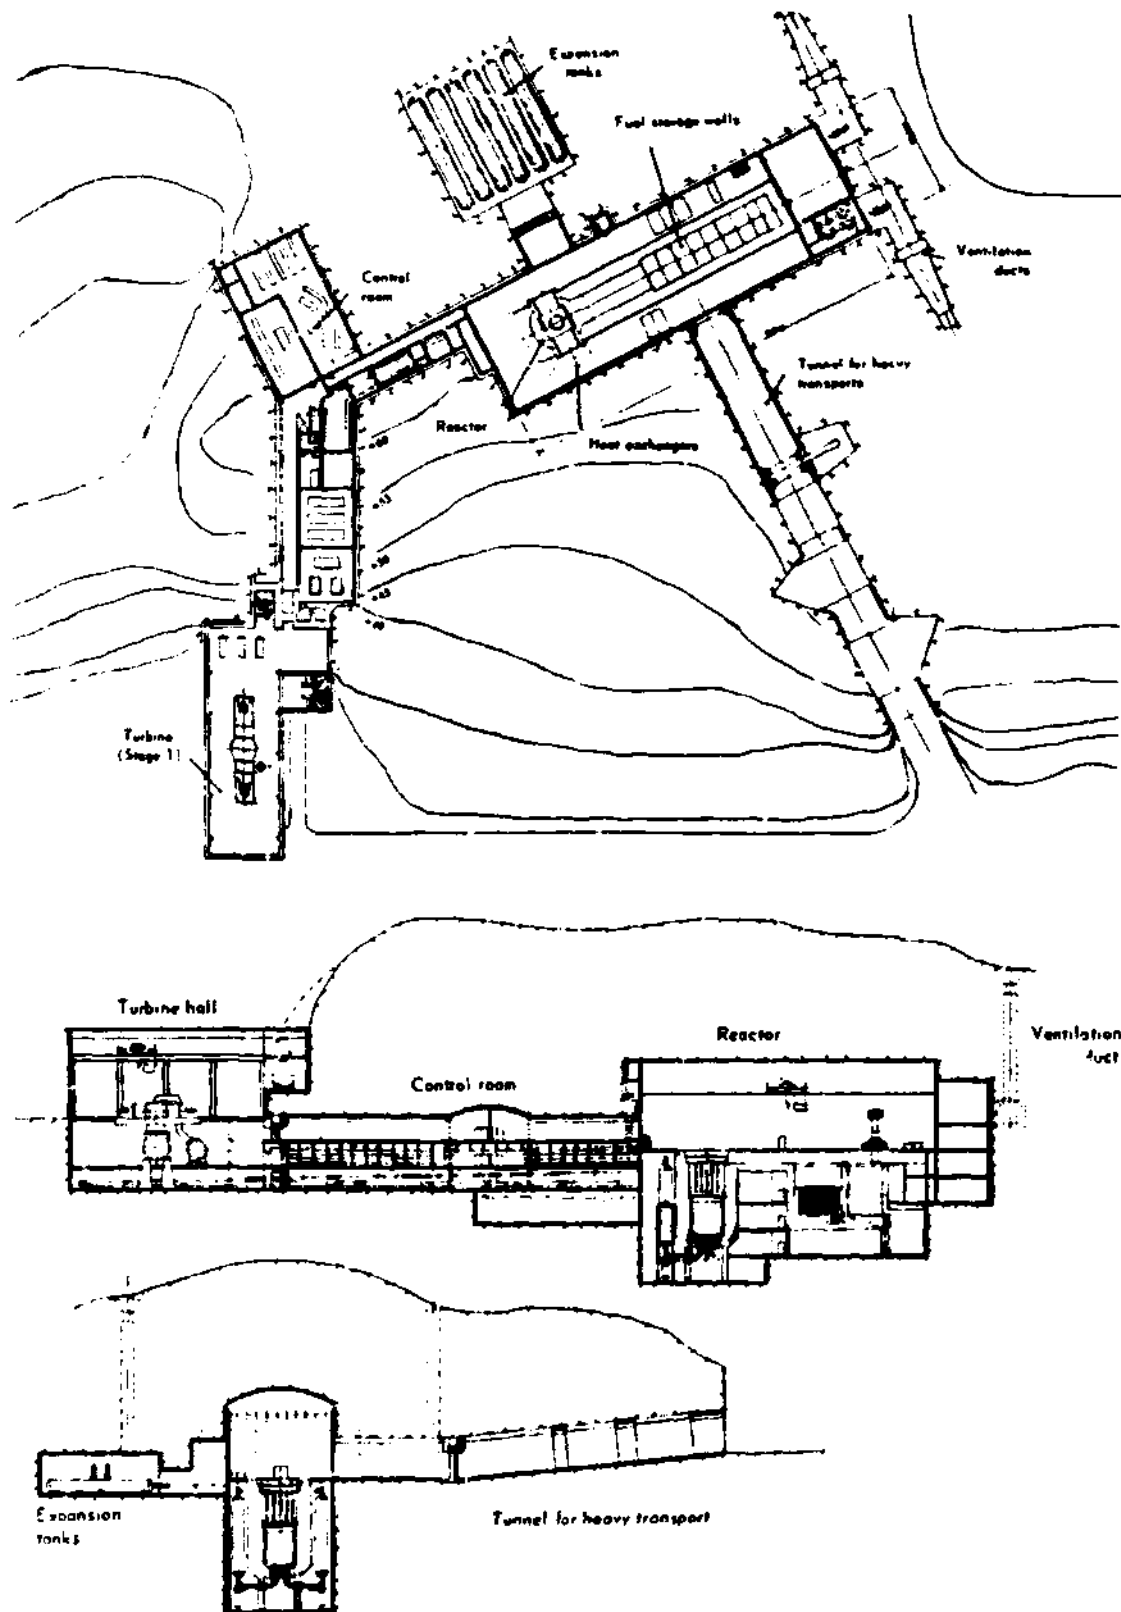 Expansion
tanks
Fuel storage wells
Control
room
Ventilation
ducts
Tunnel for heavy
transports
Reactor
Heat exchangers
Turbine
(Stage 1)
Turbine hall
Reactor
Ventilation
duct
Control room
Expansion
tanks
Tunnel for heavy transport